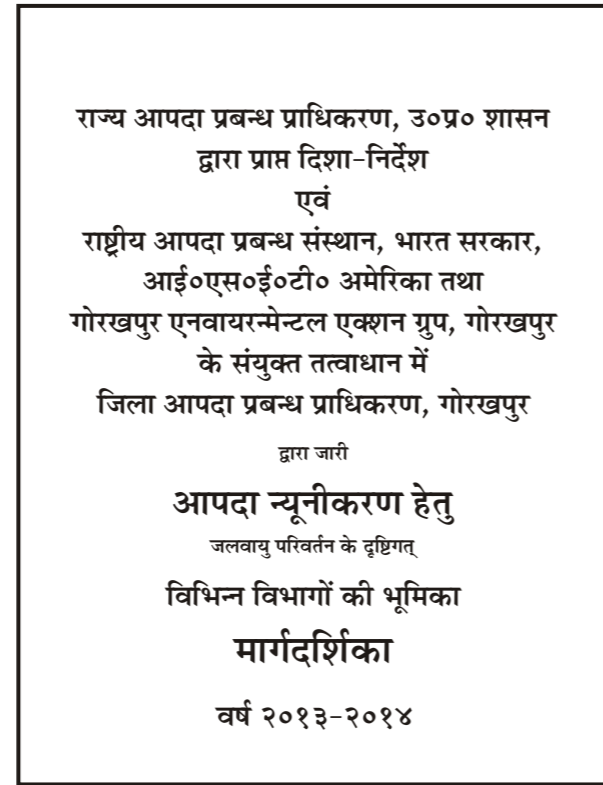 राज्य आपदा प्रबन्ध प्राधिकरण, उ०प्र० शासन
द्वारा प्राप्त दिशा-निर्देश
एवं
राष्ट्रीय आपदा प्रबन्ध संस्थान, भारत सरकार,
आई०एस०ई०टी० अमेरिका तथा
गोरखपुर एनवायरन्मेन्टल एक्शन ग्रुप, गोरखपुर
के संयुक्त तत्वाधान में
जिला आपदा प्रबन्ध प्राधिकरण, गोरखपुर
द्वारा जारी
आपदा न्यूनीकरण हेतु
जलवायु परिवर्तन के दृष्टिगत्
विभिन्न विभागों की भूमिका
मार्गदर्शिका
वर्ष २०१३-२०१४